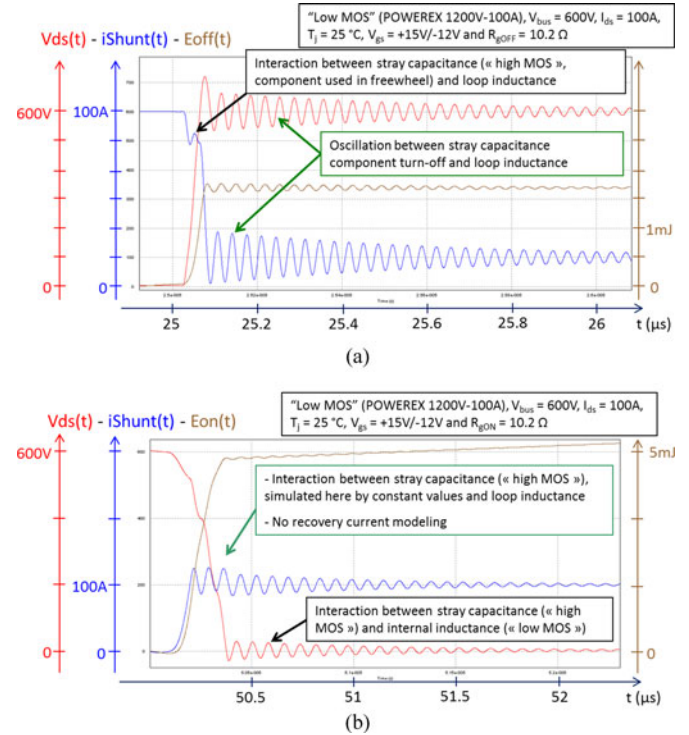 "Low MOS" (POWEREX 1200V-100A), Vbus = 600V, Ids = 100A,
Tj = 25 °C, Vgs = +15V/-12V and RgOFF = 10.2 Ω
Vds(t) - iShunt(t) - Eoff(t)
Interaction between stray capacitance (« high MOS »,
component used in freewheel) and loop inductance
600V
100A
Oscillation between stray capacitance
component turn-off and loop inductance
1mJ
0
0
0
25
25.2
25.4
25.6
25.8
26
t (µs)
(a)
"Low MOS" (POWEREX 1200V-100A), Vbus = 600V, Ids = 100A,
Tj = 25 °C, Vgs = +15V/-12V and RgON = 10.2 Ω
Vds(t) - iShunt(t) - Eon(t)
600V
5mJ
- Interaction between stray capacitance (« high MOS »),
simulated here by constant values and loop inductance
- No recovery current modeling
100A
Interaction between stray capacitance (« high
MOS ») and internal inductance (« low MOS »)
0
0
0
50.5
51
51.5
52
t (µs)
(b)